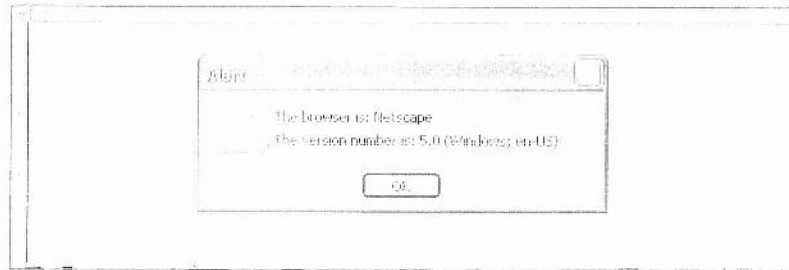 Alert
The browser is: Netscape
The version number is: 5.0 (Windows; en-US)
OK